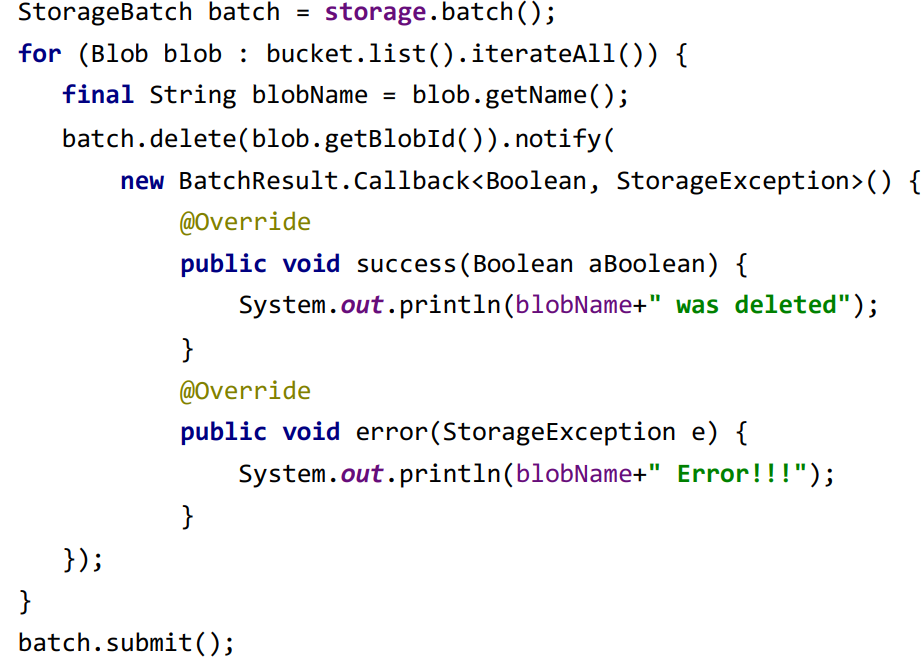 StorageBatch batch = storage.batch();
for (Blob blob : bucket.list().iterateAll()) {
final String blobName = blob.getName();
batch.delete(blob.getBlobId()).notify(
new BatchResult.Callback<Boolean, StorageException>() {
@Override
public void success(Boolean aBoolean) {
System.out.println(blobName+" was deleted");
}
@Override
public void error(StorageException e) {
System.out.println(blobName+" Error!!!");
}
});
}
batch.submit();